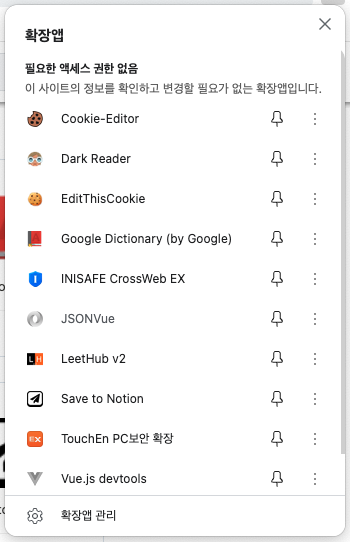 확장앱
필요한 액세스 권한 없음
이 사이트의 정보를 확인하고 변경할 필요가 없는 확장앱입니다.
Cookie-Editor
Dark Reader
EditThisCookie
Google Dictionary (by Google)
INISAFE CrossWeb EX
JSONVue
LeetHub v2
Save to Notion
TouchEn PC보안 확장
Vue.js devtools
확장앱 관리